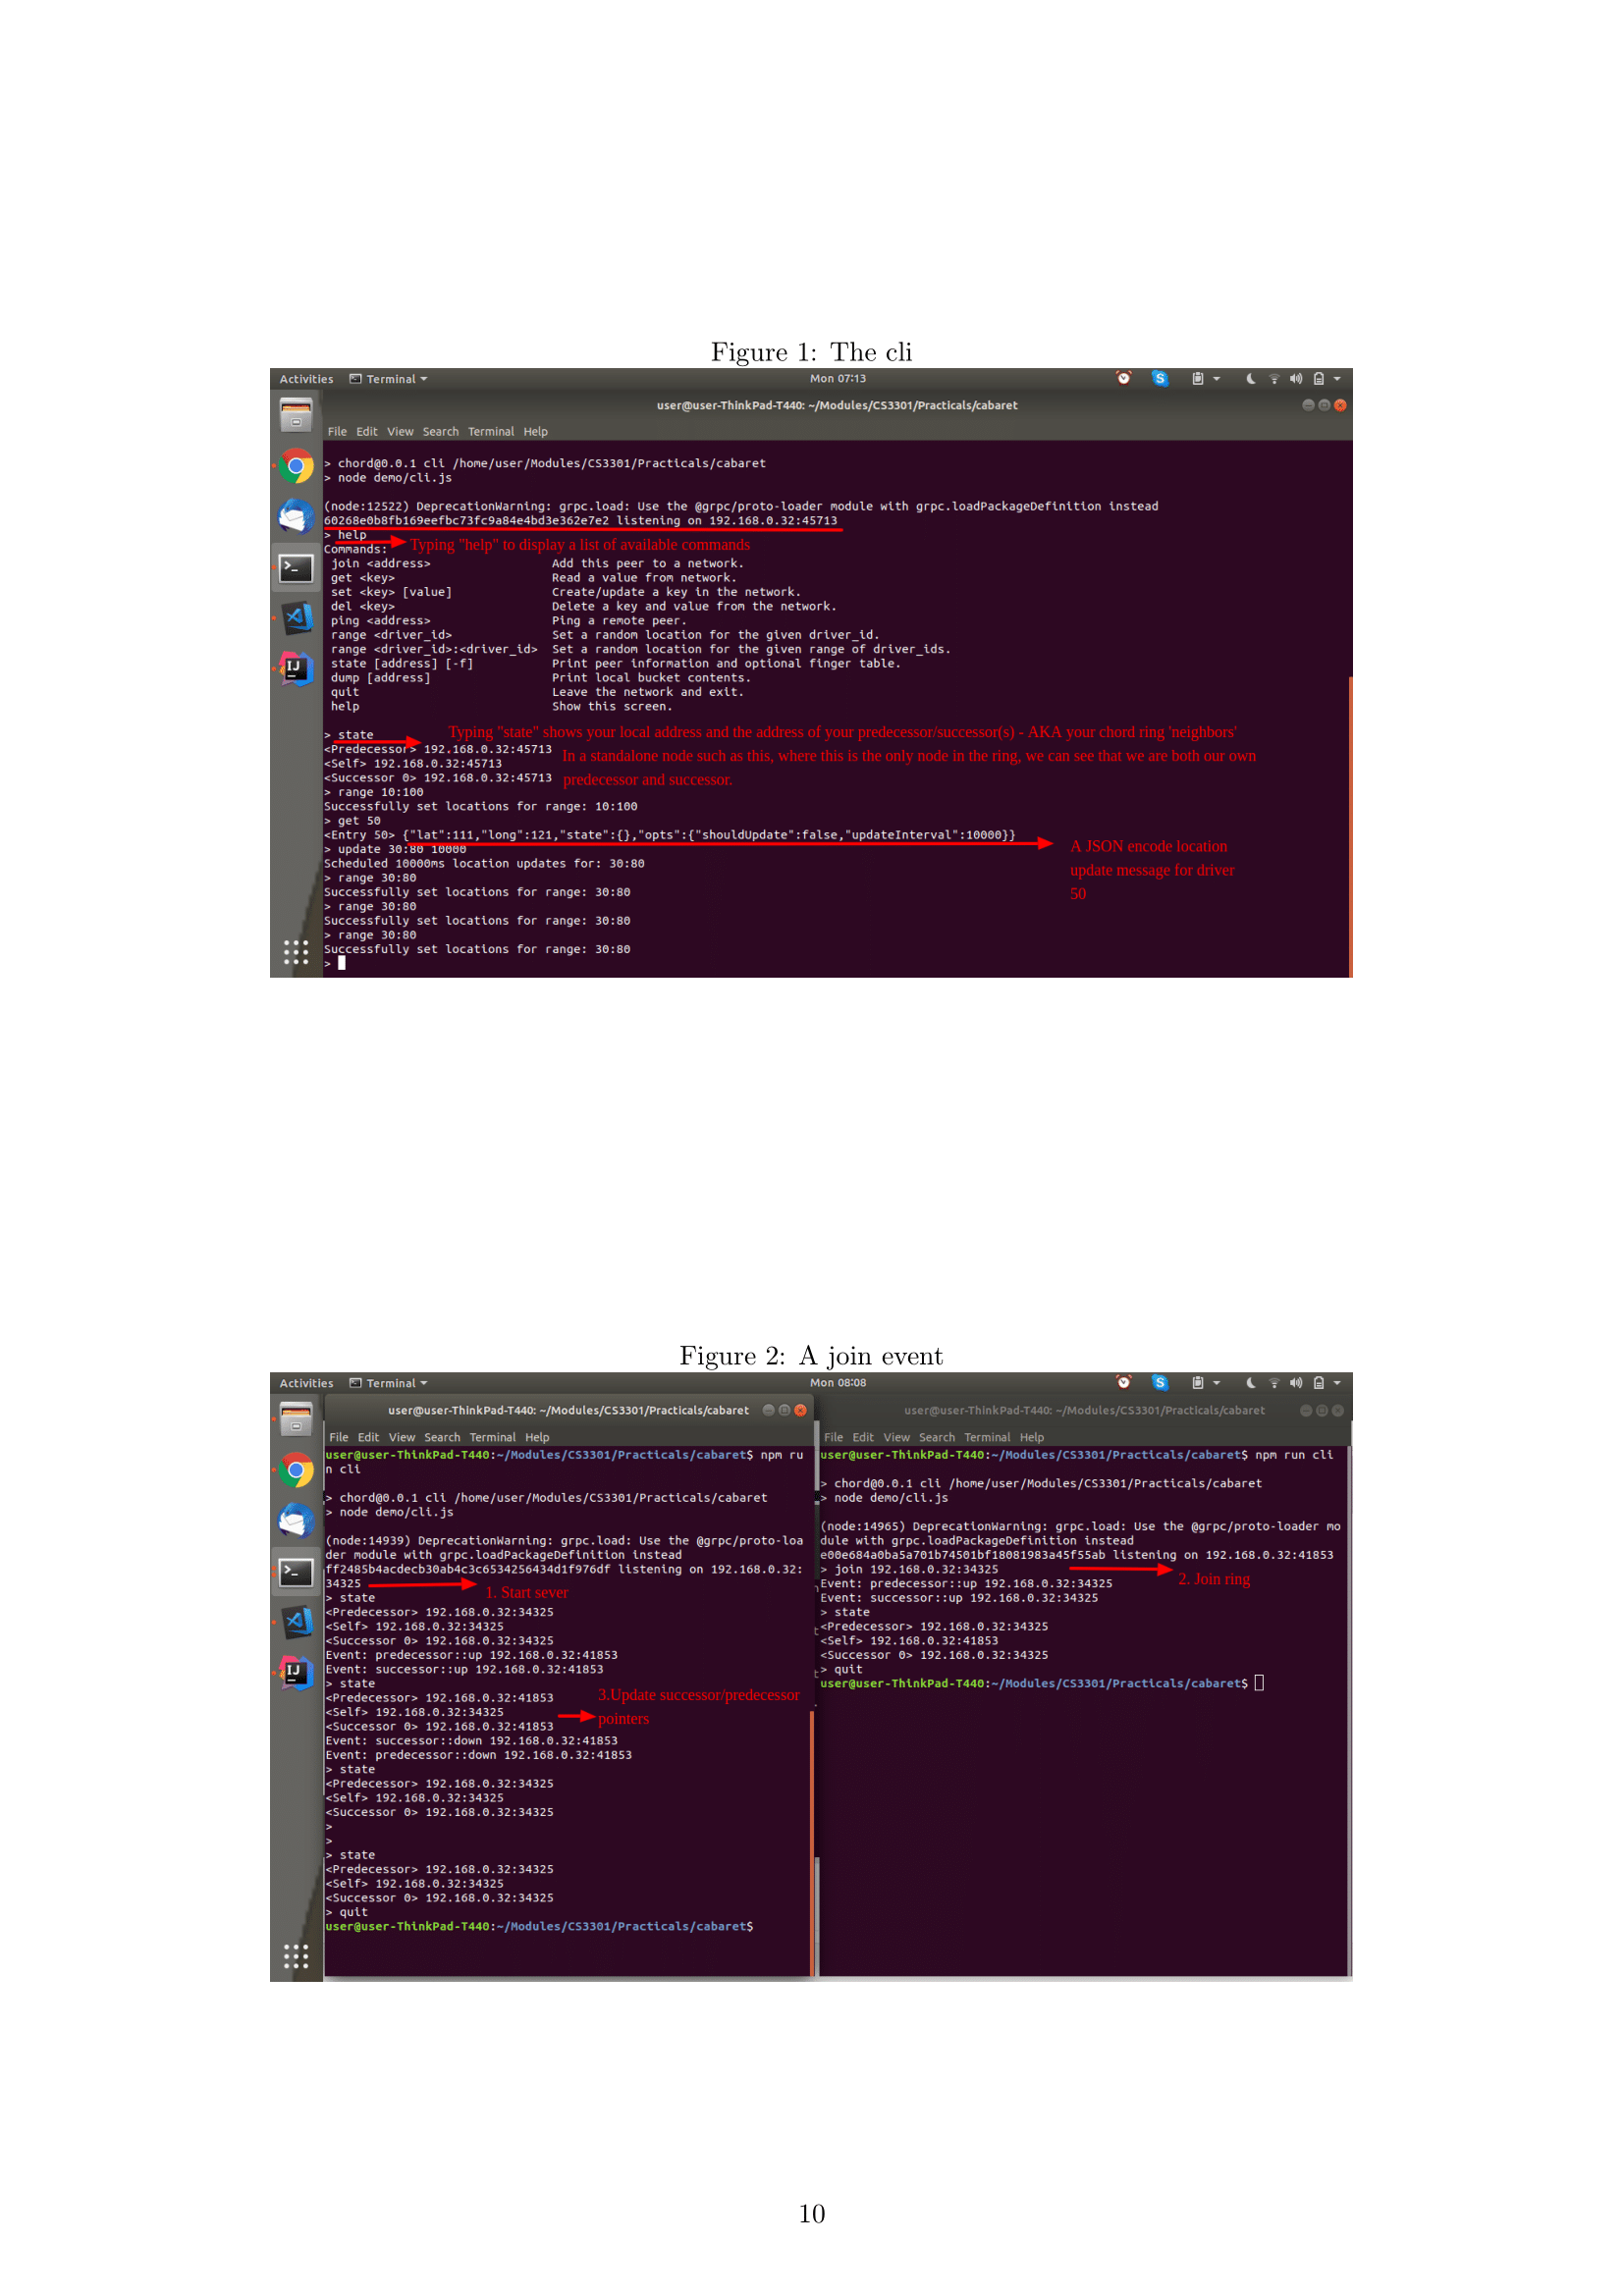 Figure 1: The cli
Activities Terminal Mon 07:13
user@user-ThinkPad-T440: ~/Modules/CS3301/Practicals/cabaret
File Edit View Search Terminal Help
> chord@0.0.1 cli /home/user/Modules/CS3301/Practicals/cabaret
> node demo/cli.js
(node:12522) DeprecationWarning: grpc.load: Use the @grpc/proto-loader module with grpc.loadPackageDefinition instead
60268e0b8fb169eefbc73fc9a84e4bd3e362e7e2 listening on 192.168.0.32:45713
> help
Typing "help" to display a list of available commands
Commands:
join <address> Add this peer to a network.
get <key> Read a value from network.
set <key> [value] Create/update a key in the network.
del <key> Delete a key and value from the network.
ping <address> Ping a remote peer.
range <driver_id> Set a random location for the given driver_id.
range <driver_id>:<driver_id> Set a random location for the given range of driver_ids.
state [address] [-f] Print peer information and optional finger table.
dump [address] Print local bucket contents.
quit Leave the network and exit.
help Show this screen.
> state
Typing "state" shows your local address and the address of your predecessor/successor(s) - AKA your chord ring 'neighbors'
<Predecessor> 192.168.0.32:45713
In a standalone node such as this, where this is the only node in the ring, we can see that we are both our own
<Self> 192.168.0.32:45713
<Successor 0> 192.168.0.32:45713
predecessor and successor.
> range 10:100
Successfully set locations for range: 10:100
> get 50
<Entry 50> {"lat":111,"long":121,"state":{},"opts":{"shouldUpdate":false,"updateInterval":10000}}
> update 30:80 10000
A JSON encode location
Scheduled 10000ms location updates for: 30:80
update message for driver
> range 30:80
50
Successfully set locations for range: 30:80
> range 30:80
Successfully set locations for range: 30:80
> range 30:80
Successfully set locations for range: 30:80
>
Figure 2: A join event
Activities Terminal Mon 08:08
user@user-ThinkPad-T440: ~/Modules/CS3301/Practicals/cabaret
File Edit View Search Terminal Help
user@user-ThinkPad-T440:~/Modules/CS3301/Practicals/cabaret$ npm ru
n cli
> chord@0.0.1 cli /home/user/Modules/CS3301/Practicals/cabaret
> node demo/cli.js
(node:14939) DeprecationWarning: grpc.load: Use the @grpc/proto-loa
der module with grpc.loadPackageDefinition instead
ff2485b4acdecb30ab4c3c6534256434d1f976df listening on 192.168.0.32:
34325
1. Start sever
> state
<Predecessor> 192.168.0.32:34325
<Self> 192.168.0.32:34325
<Successor 0> 192.168.0.32:34325
Event: predecessor::up 192.168.0.32:41853
Event: successor::up 192.168.0.32:41853
> state
<Predecessor> 192.168.0.32:41853
3.Update successor/predecessor
<Self> 192.168.0.32:34325
pointers
<Successor 0> 192.168.0.32:41853
Event: successor::down 192.168.0.32:41853
Event: predecessor::down 192.168.0.32:41853
> state
<Predecessor> 192.168.0.32:34325
<Self> 192.168.0.32:34325
<Successor 0> 192.168.0.32:34325
>
>
> state
<Predecessor> 192.168.0.32:34325
<Self> 192.168.0.32:34325
<Successor 0> 192.168.0.32:34325
> quit
user@user-ThinkPad-T440:~/Modules/CS3301/Practicals/cabaret$
user@user-ThinkPad-T440: ~/Modules/CS3301/Practicals/cabaret
File Edit View Search Terminal Help
user@user-ThinkPad-T440:~/Modules/CS3301/Practicals/cabaret$ npm run cli
> chord@0.0.1 cli /home/user/Modules/CS3301/Practicals/cabaret
> node demo/cli.js
(node:14965) DeprecationWarning: grpc.load: Use the @grpc/proto-loader mo
dule with grpc.loadPackageDefinition instead
e00e684a0ba5a701b74501bf18081983a45f55ab listening on 192.168.0.32:41853
> join 192.168.0.32:34325
2. Join ring
Event: predecessor::up 192.168.0.32:34325
Event: successor::up 192.168.0.32:34325
> state
<Predecessor> 192.168.0.32:34325
<Self> 192.168.0.32:41853
<Successor 0> 192.168.0.32:34325
> quit
user@user-ThinkPad-T440:~/Modules/CS3301/Practicals/cabaret$
10